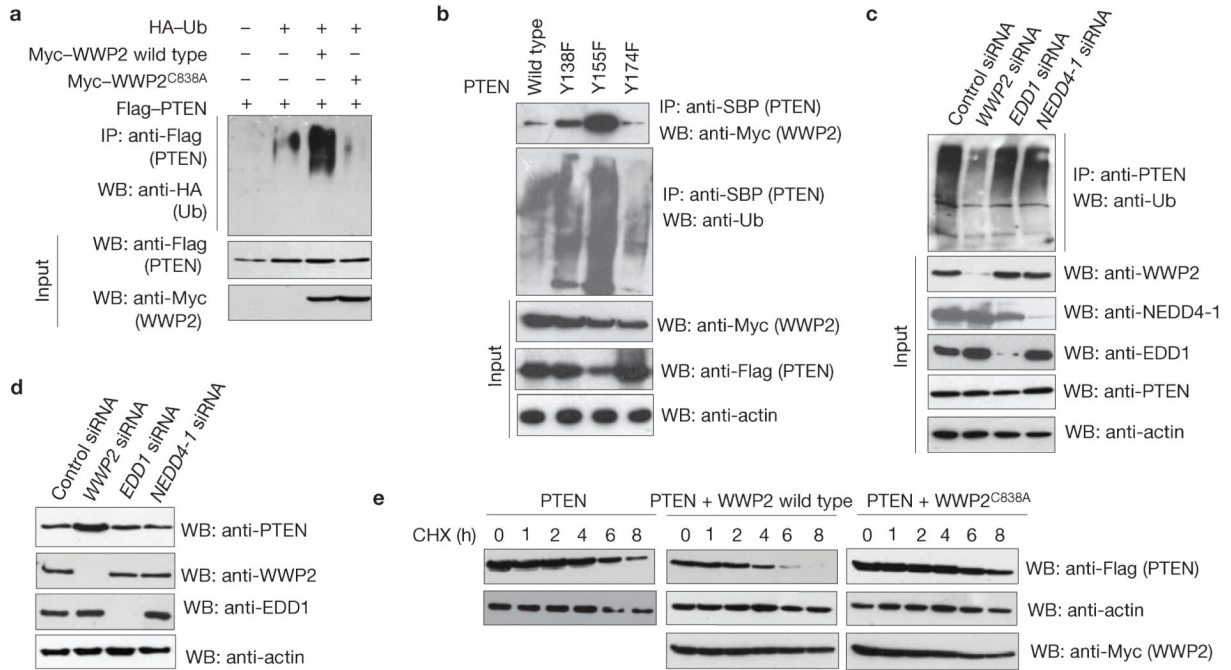 a
HA–Ub – + + +
Myc–WWP2 wild type – – + –
Myc–WWP2C838A – – – +
Flag–PTEN + + + +
IP: anti-Flag
(PTEN)
WB: anti-HA
(Ub)
Input
WB: anti-Flag
(PTEN)
WB: anti-Myc
(WWP2)
b
PTEN Wild type Y138F Y155F Y174F
IP: anti-SBP (PTEN)
WB: anti-Myc (WWP2)
IP: anti-SBP (PTEN)
WB: anti-Ub
Input
WB: anti-Myc (WWP2)
WB: anti-Flag (PTEN)
WB: anti-actin
c
Control siRNA
WWP2 siRNA
EDD1 siRNA
NEDD4-1 siRNA
IP: anti-PTEN
WB: anti-Ub
Input
WB: anti-WWP2
WB: anti-NEDD4-1
WB: anti-EDD1
WB: anti-PTEN
WB: anti-actin
d
Control siRNA
WWP2 siRNA
EDD1 siRNA
NEDD4-1 siRNA
WB: anti-PTEN
WB: anti-WWP2
WB: anti-EDD1
WB: anti-actin
e
PTEN PTEN + WWP2 wild type PTEN + WWP2C838A
CHX (h) 0 1 2 4 6 8 0 1 2 4 6 8 0 1 2 4 6 8
WB: anti-Flag (PTEN)
WB: anti-actin
WB: anti-Myc (WWP2)